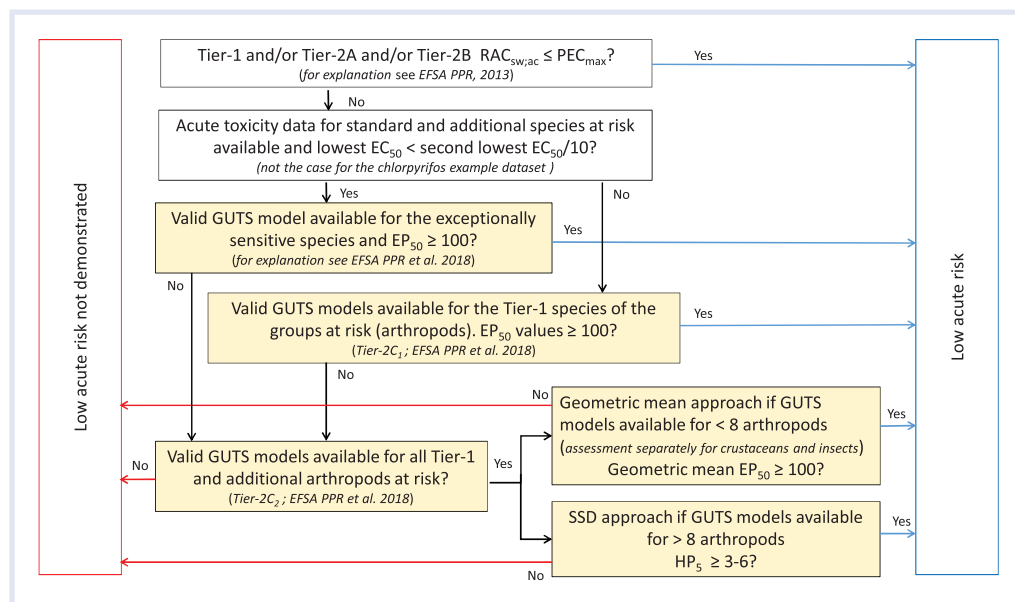 Tier-1 and/or Tier-2A and/or Tier-2B RACsw;ac ≤ PECmax?
(for explanation see EFSA PPR, 2013)
Yes
No
Acute toxicity data for standard and additional species at risk
available and lowest EC50 < second lowest EC50/10?
(not the case for the chlorpyrifos example dataset )
Yes
No
Valid GUTS model available for the exceptionally
sensitive species and EP50 ≥ 100?
(for explanation see EFSA PPR et al. 2018)
Yes
No
Valid GUTS models available for the Tier-1 species of the
groups at risk (arthropods). EP50 values ≥ 100?
(Tier-2C1 ; EFSA PPR et al. 2018)
Yes
No
Low acute risk not demonstrated
Low acute risk
No
Geometric mean approach if GUTS
models available for < 8 arthropods
(assessment separately for crustaceans and insects)
Geometric mean EP50 ≥ 100?
Yes
Valid GUTS models available for all Tier-1
and additional arthropods at risk?
(Tier-2C2 ; EFSA PPR et al. 2018)
No
Yes
SSD approach if GUTS models available
for > 8 arthropods
HP5 ≥ 3-6?
Yes
No